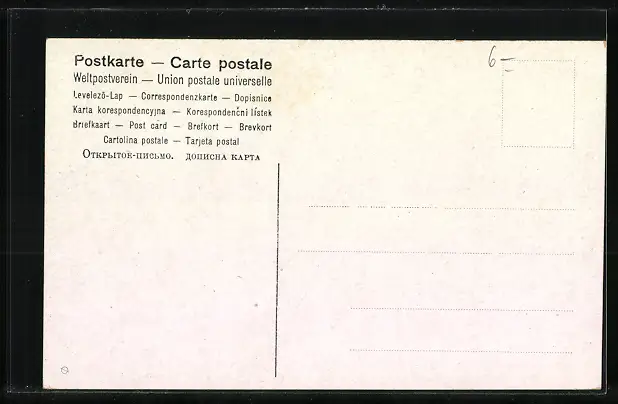 Postkarte — Carte postale
Weltpostverein — Union postale universelle
Levelező-Lap — Correspondenzkarte — Dopisnice
Karta korespondencyjna — Korespondenční lístek
Briefkaart — Post card — Brefkort — Brevkort
Cartolina postale — Tarjeta postal
Открытое-письмо. дописна карта
6 —